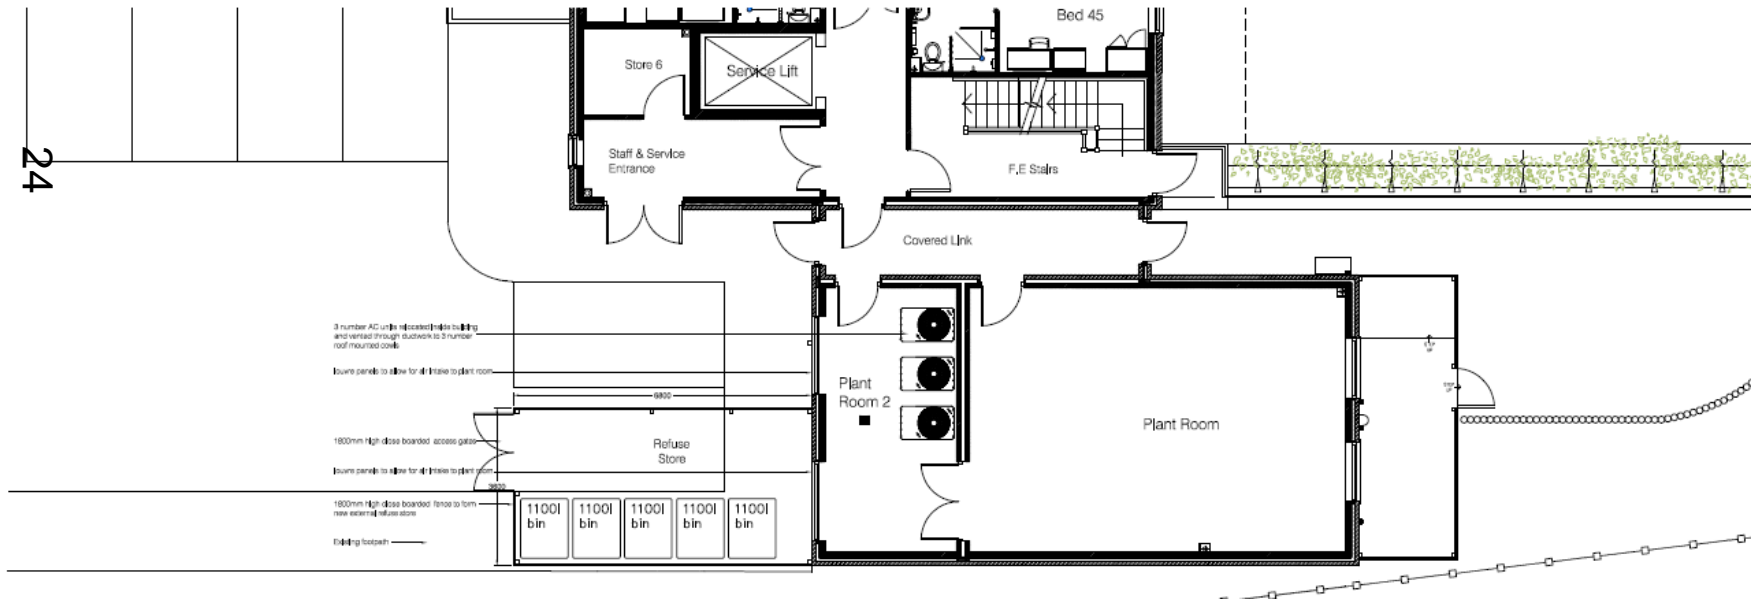 Bed 45
Store 6
Service Lift
24
Staff & Service
Entrance
F.E Stairs
Covered Link
3 number AC units relocated inside building
and vented through ductwork to 3 number
roof mounted cowls
louvre panels to allow for air intake to plant room
6800
Plant
Room 2
Plant Room
STEP
UP
STEP
UP
1800mm high close boarded access gates
Refuse
Store
louvre panels to allow for air intake to plant room
3600
1800mm high close boarded fence to form
new external refuse store
1100l
bin
1100l
bin
1100l
bin
1100l
bin
1100l
bin
Existing footpath